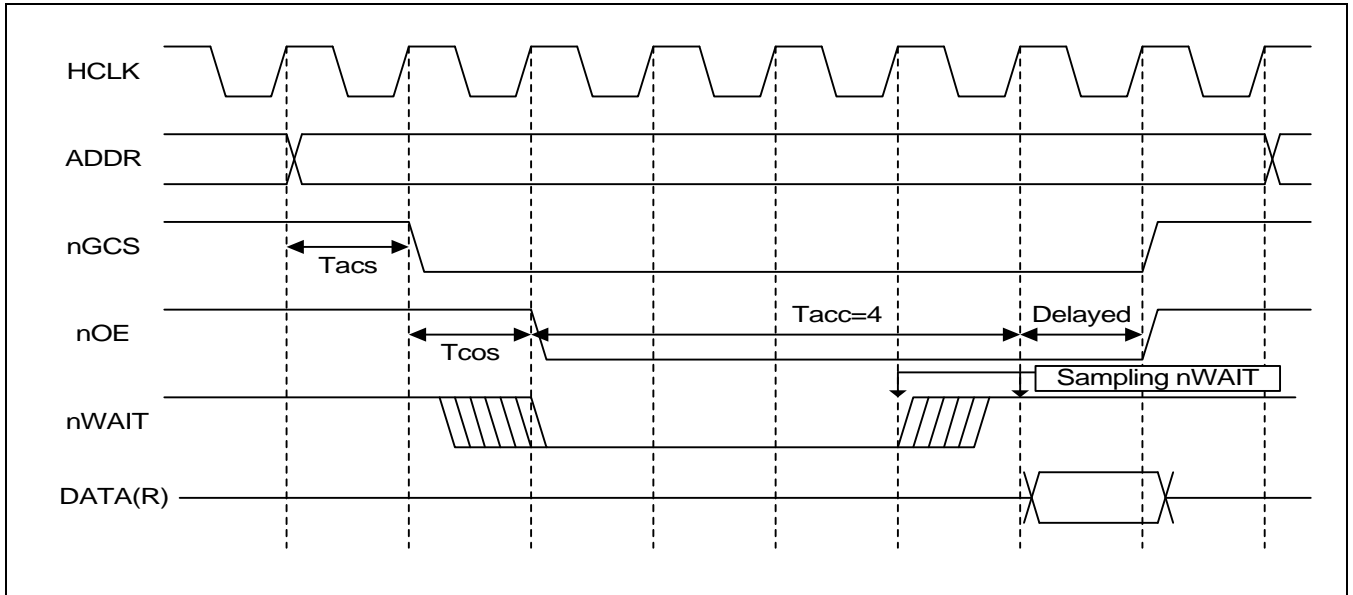 HCLK
ADDR
nGCS
Tacs
nOE
Tcos
Tacc=4
Delayed
Sampling nWAIT
nWAIT
DATA(R)